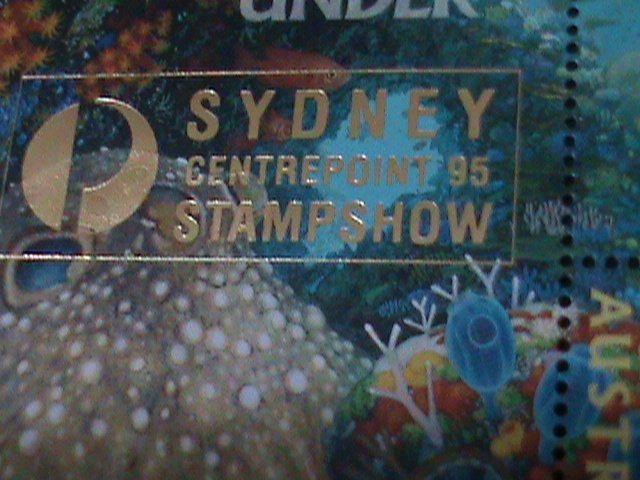 UNDER
SYDNEY
CENTREPOINT 95
STAMPSHOW
AUSTR